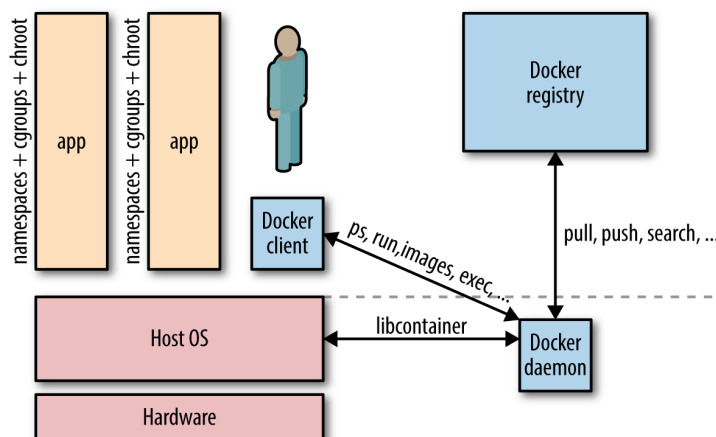 namespaces + cgroups + chroot
app
namespaces + cgroups + chroot
app
Docker
client
Docker
registry
ps, run,images, exec, ...
pull, push, search, ...
Host OS
libcontainer
Docker
daemon
Hardware